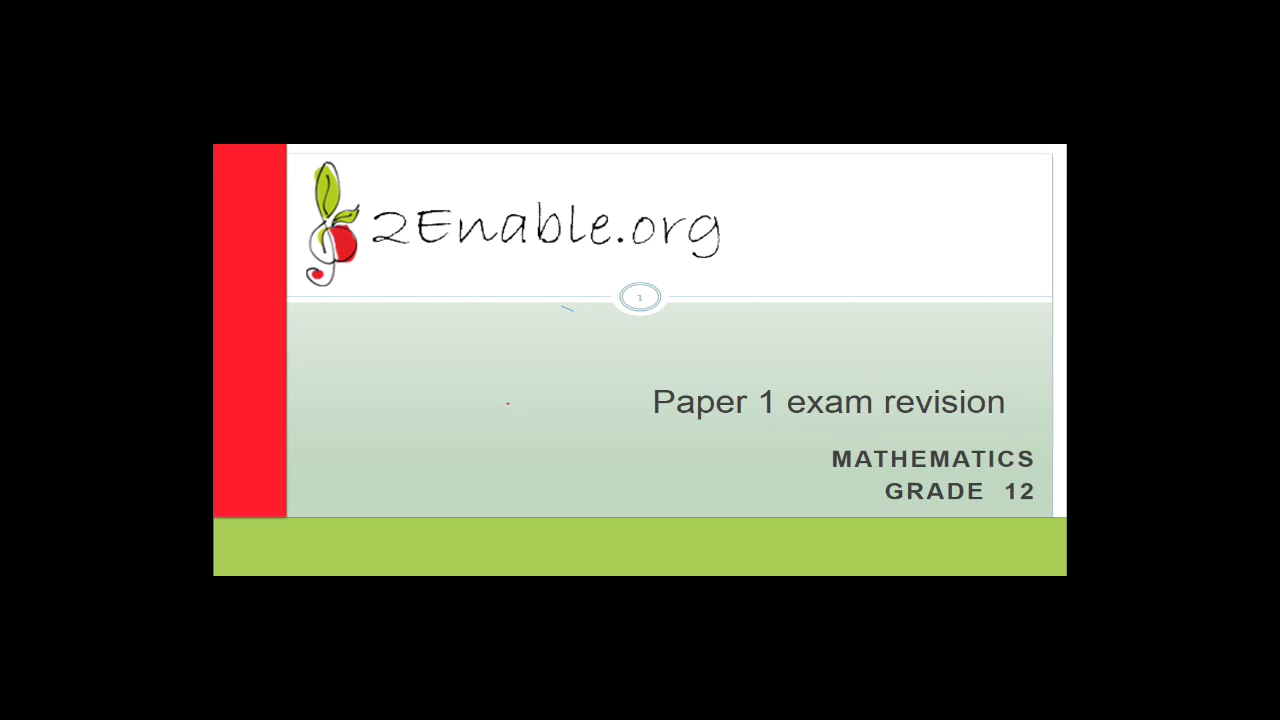 2Enable.org
1
Paper 1 exam revision
MATHEMATICS
GRADE 12